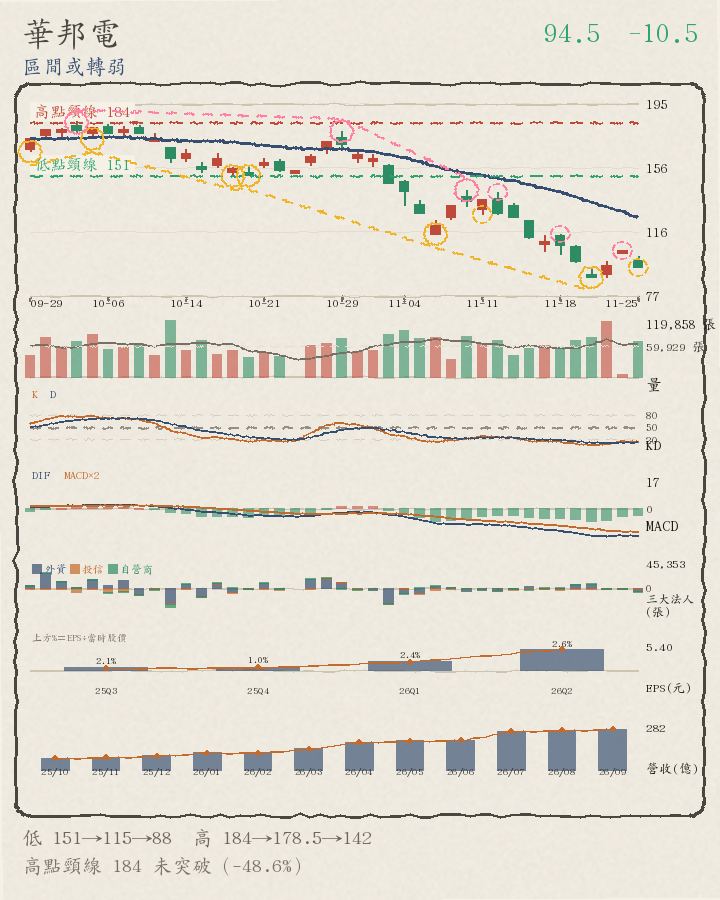 華邦電
94.5 -10.5
區間或轉弱
高點頸線 184
195
低點頸線 151
156
116
77
09-29 10-06 10-14 10-21 10-29 11-04 11-11 11-18 11-25
119,858 張
59,929 張
量
K D
80
50
20
KD
DIF MACD×2
17
0
MACD
外資 投信 自營商
45,353
0
三大法人
(張)
上方%=EPS÷當時股價
2.1% 1.0% 2.4% 2.6%
5.40
25Q3 25Q4 26Q1 26Q2
EPS(元)
282
25/10 25/11 25/12 26/01 26/02 26/03 26/04 26/05 26/06 26/07 26/08 26/09
營收(億)
低 151→115→88 高 184→178.5→142
高點頸線 184 未突破 (-48.6%)